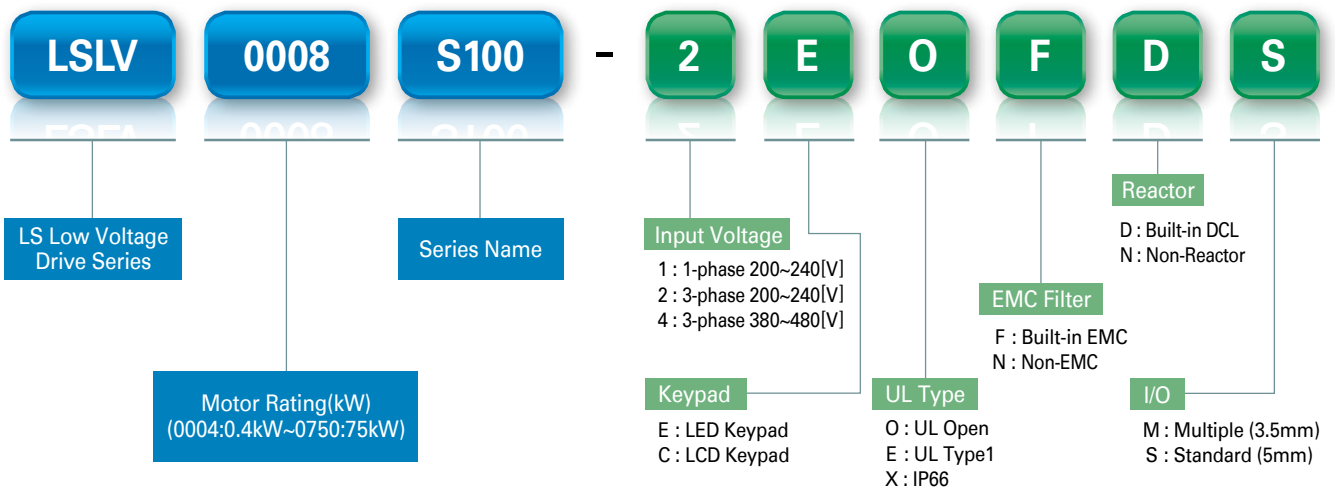 LSLV 0008 S100 - 2 E O F D S
LS Low Voltage
Drive Series
Motor Rating(kW)
(0004:0.4kW~0750:75kW)
Series Name
Input Voltage
1 : 1-phase 200~240[V]
2 : 3-phase 200~240[V]
4 : 3-phase 380~480[V]
Keypad
E : LED Keypad
C : LCD Keypad
UL Type
O : UL Open
E : UL Type1
X : IP66
EMC Filter
F : Built-in EMC
N : Non-EMC
Reactor
D : Built-in DCL
N : Non-Reactor
I/O
M : Multiple (3.5mm)
S : Standard (5mm)